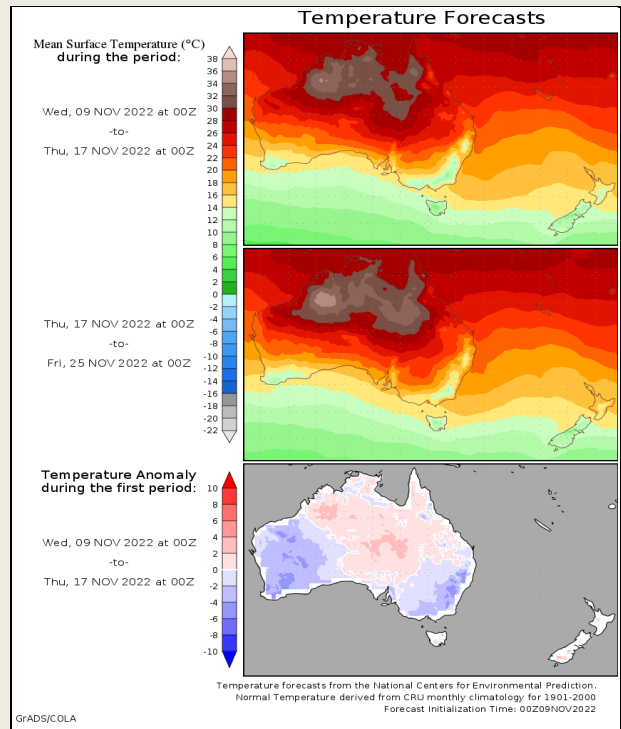 Temperature Forecasts
Mean Surface Temperature (°C)
during the period:
Wed, 09 NOV 2022 at 00Z
-to-
Thu, 17 NOV 2022 at 00Z
38
36
34
32
30
28
26
24
22
20
18
16
14
12
10
8
6
4
2
0
-2
-4
-6
-8
-10
-12
-14
-16
-18
-20
-22
Thu, 17 NOV 2022 at 00Z
-to-
Fri, 25 NOV 2022 at 00Z
Temperature Anomaly
during the first period:
Wed, 09 NOV 2022 at 00Z
-to-
Thu, 17 NOV 2022 at 00Z
10
8
6
4
2
0
-2
-4
-6
-8
-10
Temperature forecasts from the National Centers for Environmental Prediction.
Normal Temperature derived from CRU monthly climatology for 1901-2000
Forecast Initialization Time: 00Z09NOV2022
GrADS/COLA